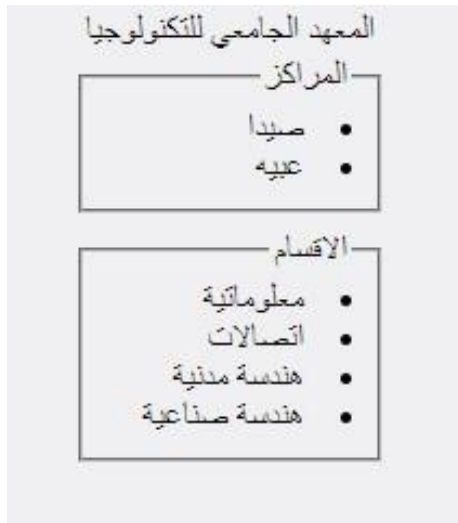 المعهد الجامعي للتكنولوجيا
المراكز
صيدا
عبيه
الاقسام
معلوماتية
اتصالات
هندسة مدنية
هندسة صناعية